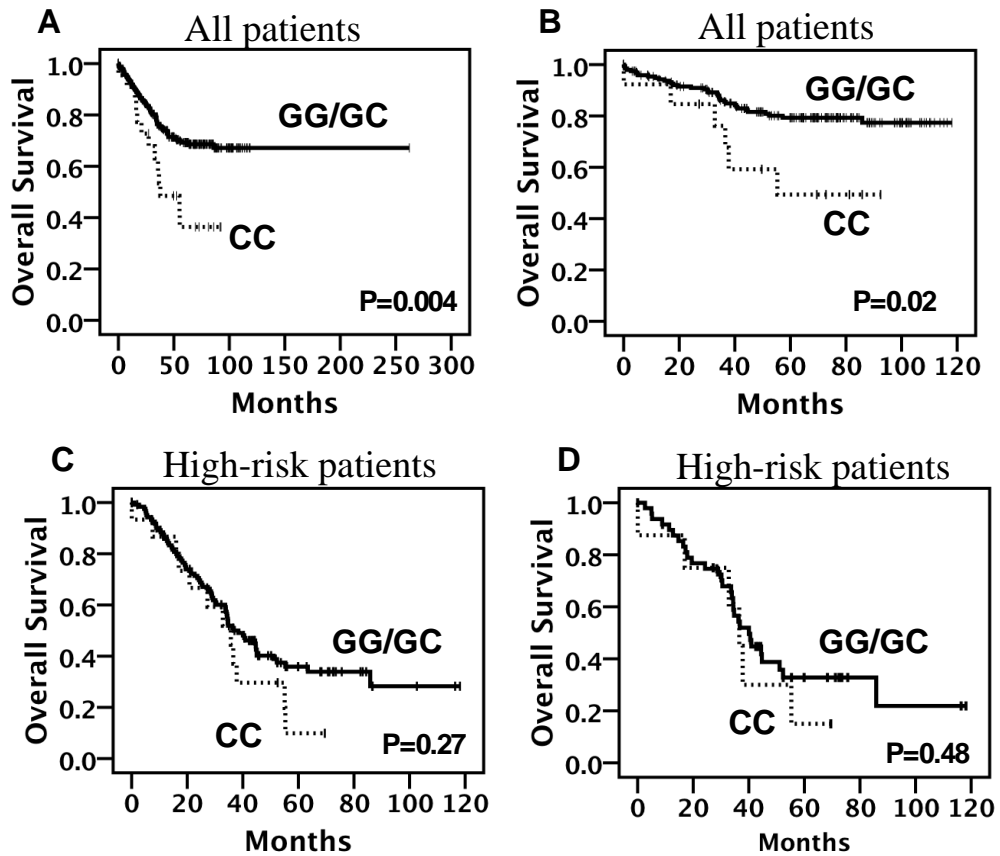 A
All patients
Overall Survival
1.0
0.8
0.6
0.4
0.2
0.0
GG/GC
CC
P=0.004
0 50 100 150 200 250 300
Months
B
All patients
Overall Survival
1.0
0.8
0.6
0.4
0.2
0.0
GG/GC
CC
P=0.02
0 20 40 60 80 100 120
Months
C
High-risk patients
Overall Survival
1.0
0.8
0.6
0.4
0.2
0.0
GG/GC
CC
P=0.27
0 20 40 60 80 100 120
Months
D
High-risk patients
Overall Survival
1.0
0.8
0.6
0.4
0.2
0.0
GG/GC
CC
P=0.48
0 20 40 60 80 100 120
Months